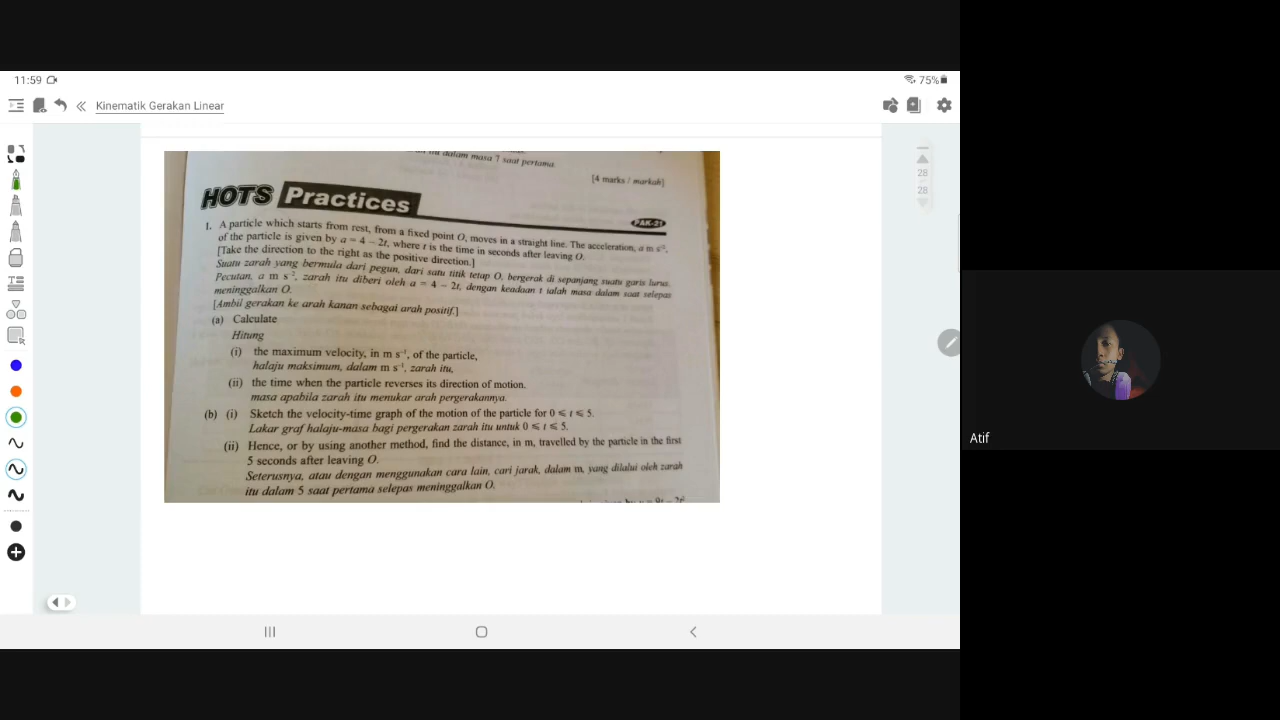 11:59
75%
Kinematik Gerakan Linear
28
28
dalam masa 7 saat pertama.
[4 marks / markah]
HOTS Practices
PAK-21
1. A particle which starts from rest, from a fixed point O, moves in a straight line. The acceleration, a m s⁻²,
of the particle is given by a = 4 – 2t, where t is the time in seconds after leaving O.
[Take the direction to the right as the positive direction.]
Suatu zarah yang bermula dari pegun, dari satu titik tetap O, bergerak di sepanjang suatu garis lurus.
Pecutan, a m s⁻², zarah itu diberi oleh a = 4 – 2t, dengan keadaan t ialah masa dalam saat selepas
meninggalkan O.
[Ambil gerakan ke arah kanan sebagai arah positif.]
(a) Calculate
Hitung
(i) the maximum velocity, in m s⁻¹, of the particle,
halaju maksimum, dalam m s⁻¹, zarah itu,
(ii) the time when the particle reverses its direction of motion.
masa apabila zarah itu menukar arah pergerakannya.
(b) (i) Sketch the velocity-time graph of the motion of the particle for 0 ⩽ t ⩽ 5.
Lakar graf halaju-masa bagi pergerakan zarah itu untuk 0 ⩽ t ⩽ 5.
(ii) Hence, or by using another method, find the distance, in m, travelled by the particle in the first
5 seconds after leaving O.
Seterusnya, atau dengan menggunakan cara lain, cari jarak, dalam m, yang dilalui oleh zarah
itu dalam 5 saat pertama selepas meninggalkan O.
Atif